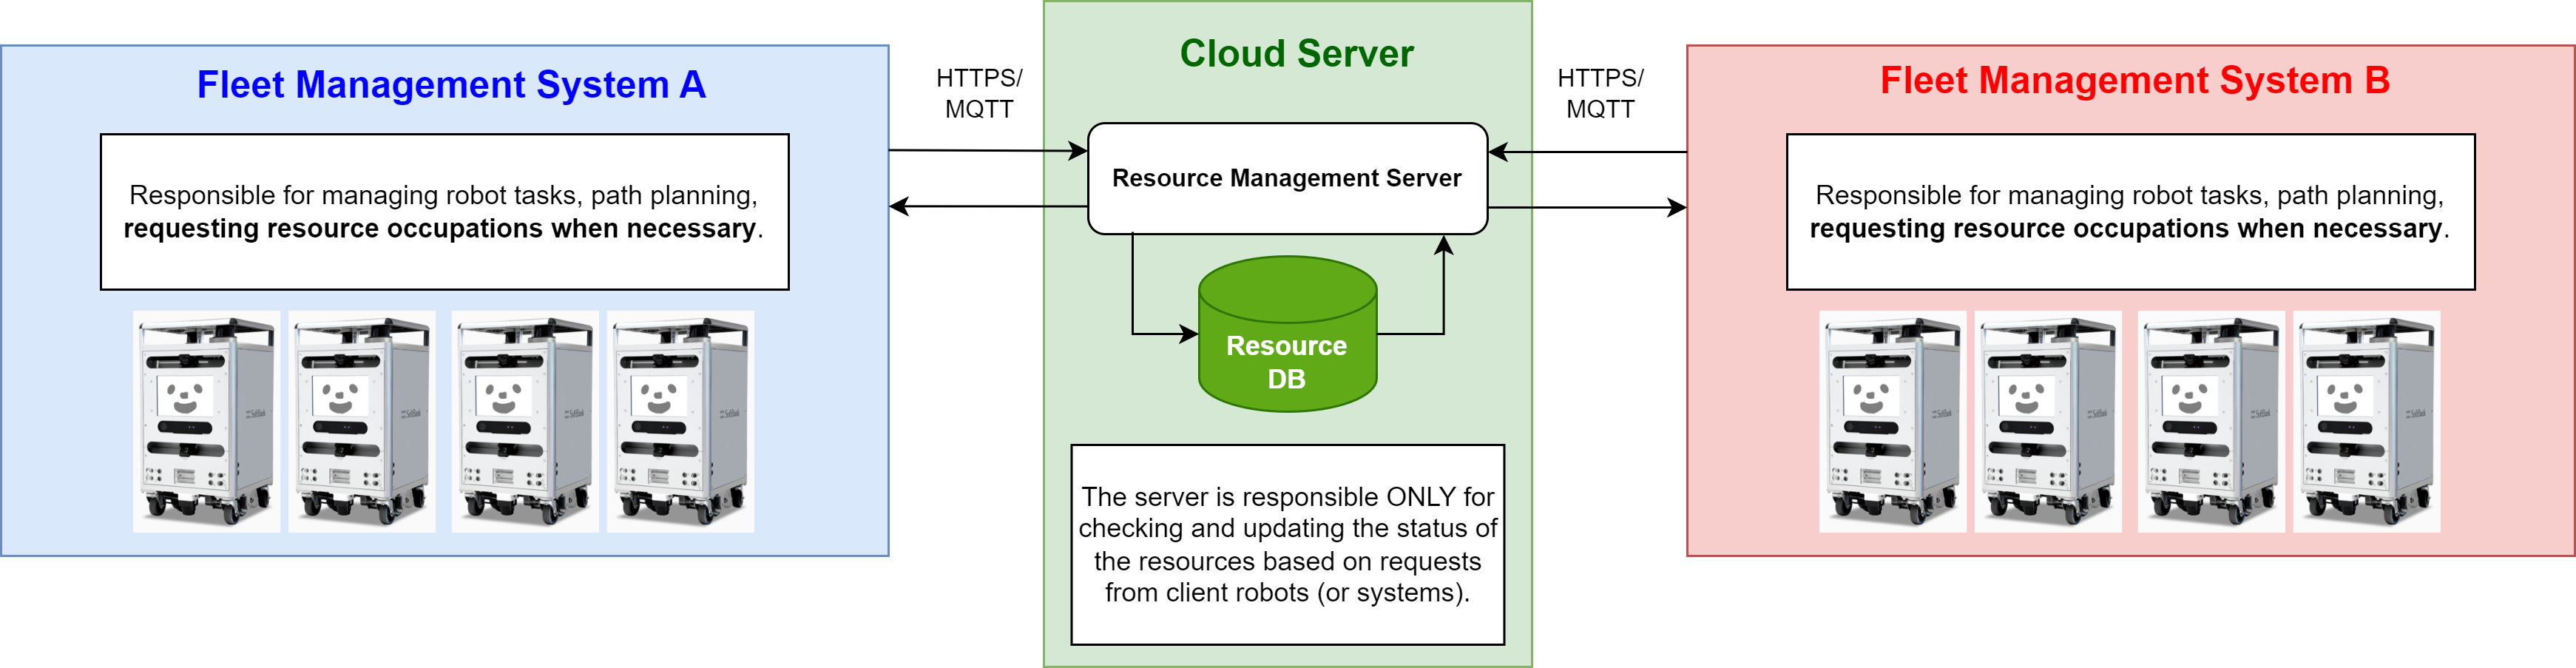 Fleet Management System A
Responsible for managing robot tasks, path planning,
requesting resource occupations when necessary.
HTTPS/
MQTT
Cloud Server
Resource Management Server
Resource
DB
The server is responsible ONLY for
checking and updating the status of
the resources based on requests
from client robots (or systems).
HTTPS/
MQTT
Fleet Management System B
Responsible for managing robot tasks, path planning,
requesting resource occupations when necessary.